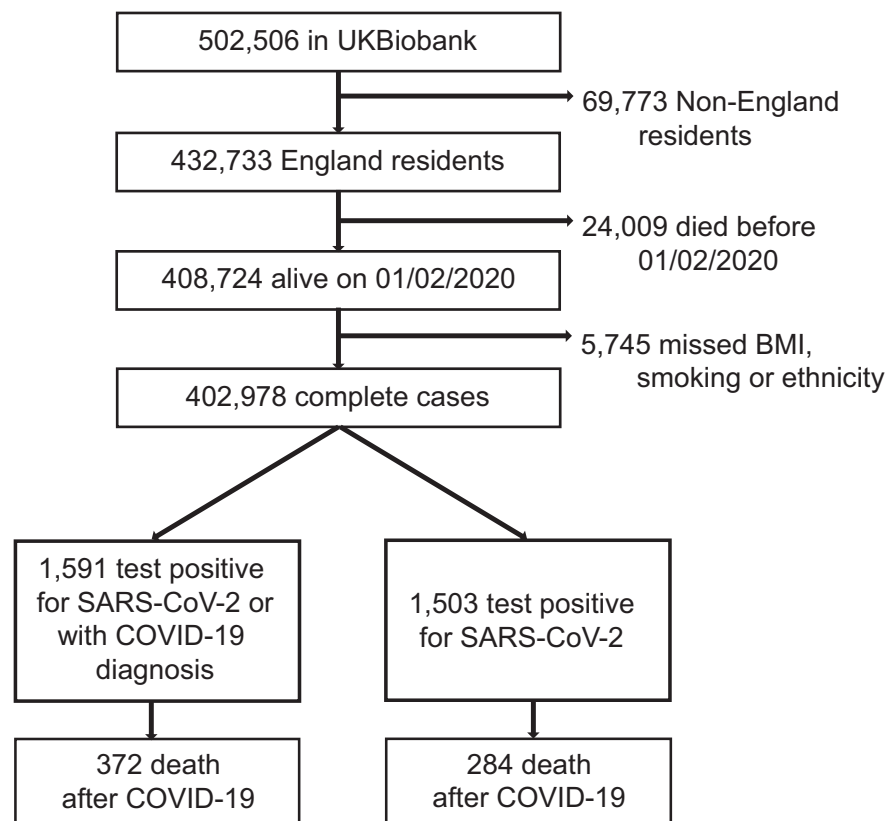 502,506 in UKBiobank
69,773 Non-England
residents
432,733 England residents
24,009 died before
01/02/2020
408,724 alive on 01/02/2020
5,745 missed BMI,
smoking or ethnicity
402,978 complete cases
1,591 test positive
for SARS-CoV-2 or
with COVID-19
diagnosis
1,503 test positive
for SARS-CoV-2
372 death
after COVID-19
284 death
after COVID-19